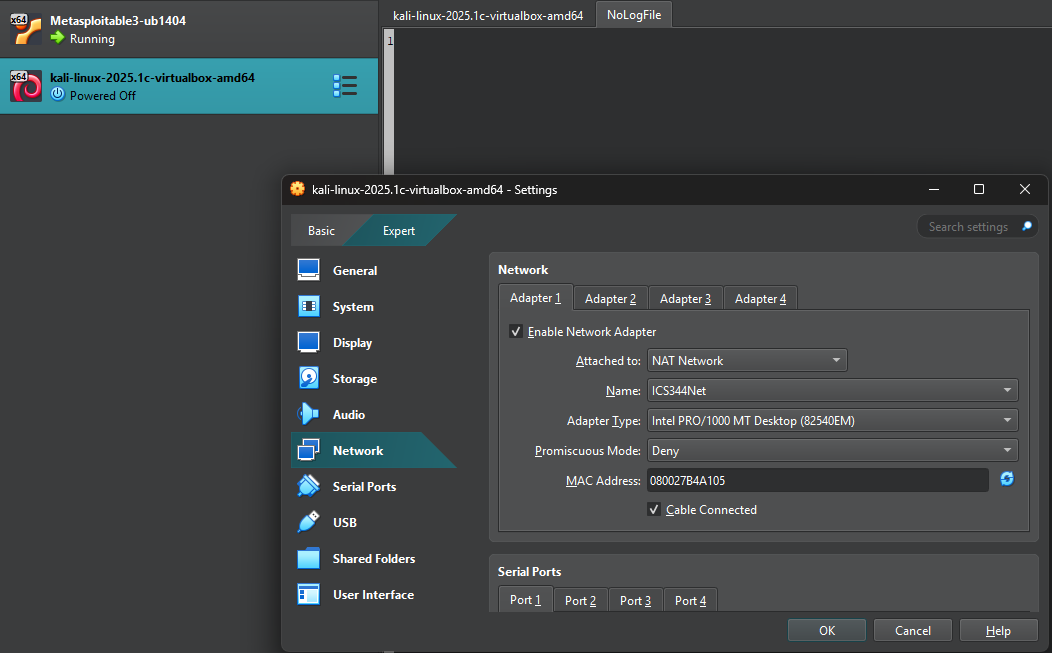 x64
Metasploitable3-ub1404
Running
x64
kali-linux-2025.1c-virtualbox-amd64
Powered Off
kali-linux-2025.1c-virtualbox-amd64
NoLogFile
1
kali-linux-2025.1c-virtualbox-amd64 - Settings
Basic
Expert
Search settings
General
System
Display
Storage
Audio
Network
Serial Ports
USB
Shared Folders
User Interface
Network
Adapter 1
Adapter 2
Adapter 3
Adapter 4
Enable Network Adapter
Attached to: NAT Network
Name: ICS344Net
Adapter Type: Intel PRO/1000 MT Desktop (82540EM)
Promiscuous Mode: Deny
MAC Address: 080027B4A105
Cable Connected
Serial Ports
Port 1
Port 2
Port 3
Port 4
OK
Cancel
Help